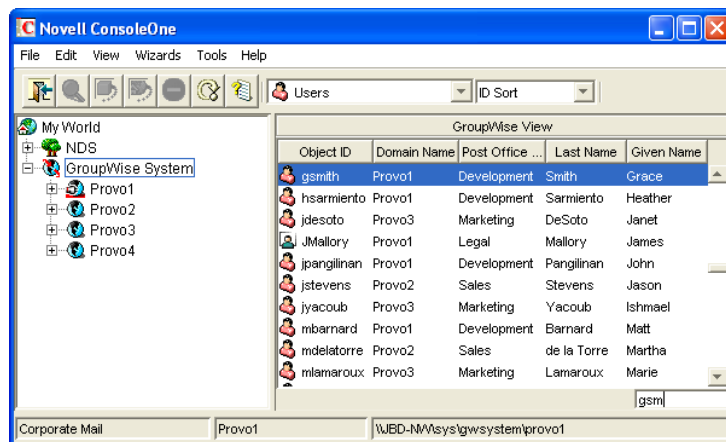 Novell ConsoleOne
File Edit View Wizards Tools Help
Users ID Sort
My World
NDS
GroupWise System
Provo1
Provo2
Provo3
Provo4
GroupWise View
Object ID Domain Name Post Office ... Last Name Given Name
gsmith Provo1 Development Smith Grace
hsarmiento Provo1 Development Sarmiento Heather
jdesoto Provo3 Marketing DeSoto Janet
JMallory Provo1 Legal Mallory James
jpangilinan Provo1 Development Pangilinan John
jstevens Provo2 Sales Stevens Jason
jyacoub Provo3 Marketing Yacoub Ishmael
mbarnard Provo1 Development Barnard Matt
mdelatorre Provo2 Sales de la Torre Martha
mlamaroux Provo3 Marketing Lamaroux Marie
gsm
Corporate Mail Provo1 \\JBD-NW\sys\gwsystem\provo1